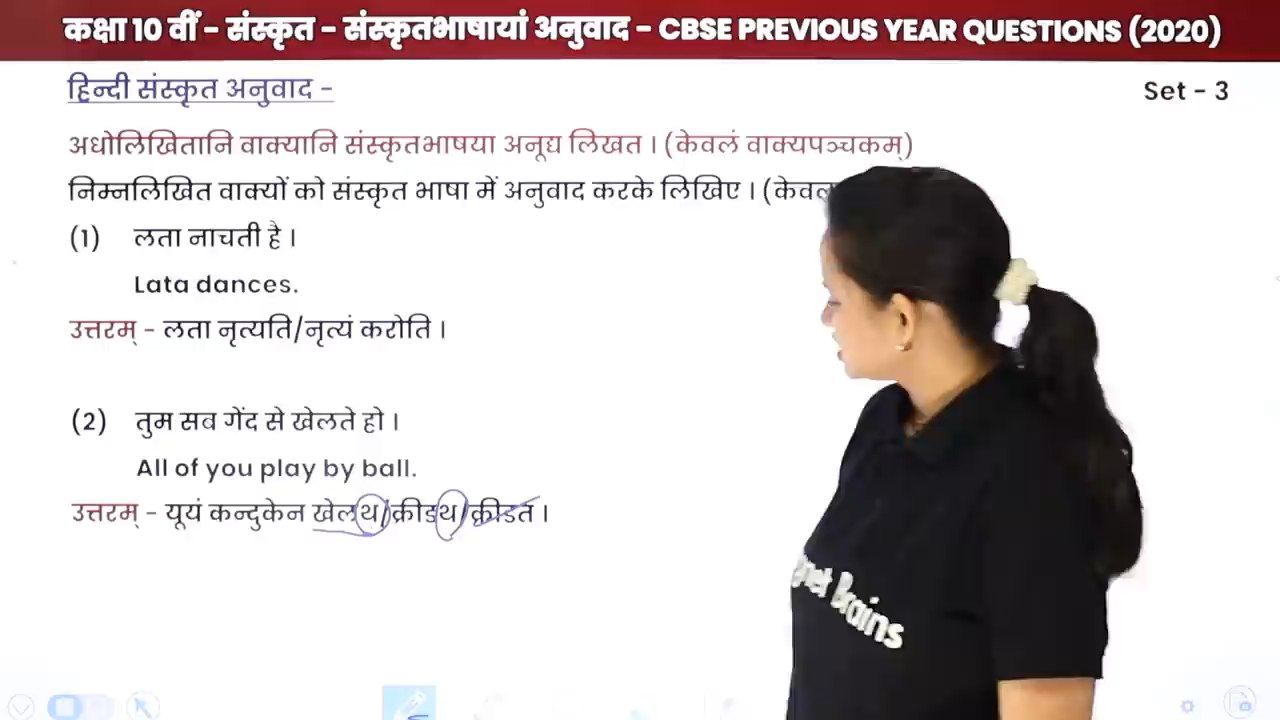 कक्षा 10 वीं - संस्कृत - संस्कृतभाषायां अनुवाद - CBSE PREVIOUS YEAR QUESTIONS (2020)
हिन्दी संस्कृत अनुवाद -
Set - 3
अधोलिखितानि वाक्यानि संस्कृतभाषया अनूद्य लिखत । (केवलं वाक्यपञ्चकम्)
निम्नलिखित वाक्यों को संस्कृत भाषा में अनुवाद करके लिखिए ।
(1) लता नाचती है ।
Lata dances.
उत्तरम् - लता नृत्यति/नृत्यं करोति ।
(2) तुम सब गेंद से खेलते हो ।
All of you play by ball.
उत्तरम् - यूयं कन्दुकेन खेलथ/क्रीडथ/क्रीडत ।
Brains